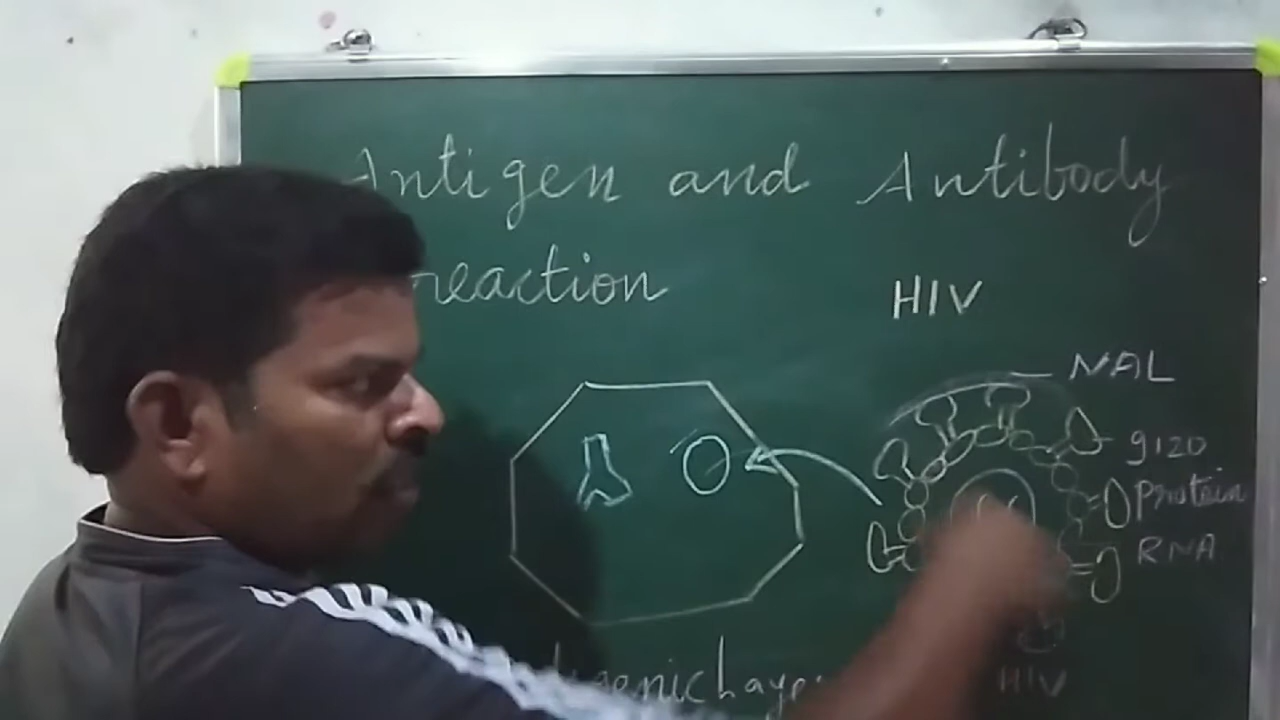 Antigen and Antibody
reaction
HIV
NAL
g120
Protein
RNA
HIV